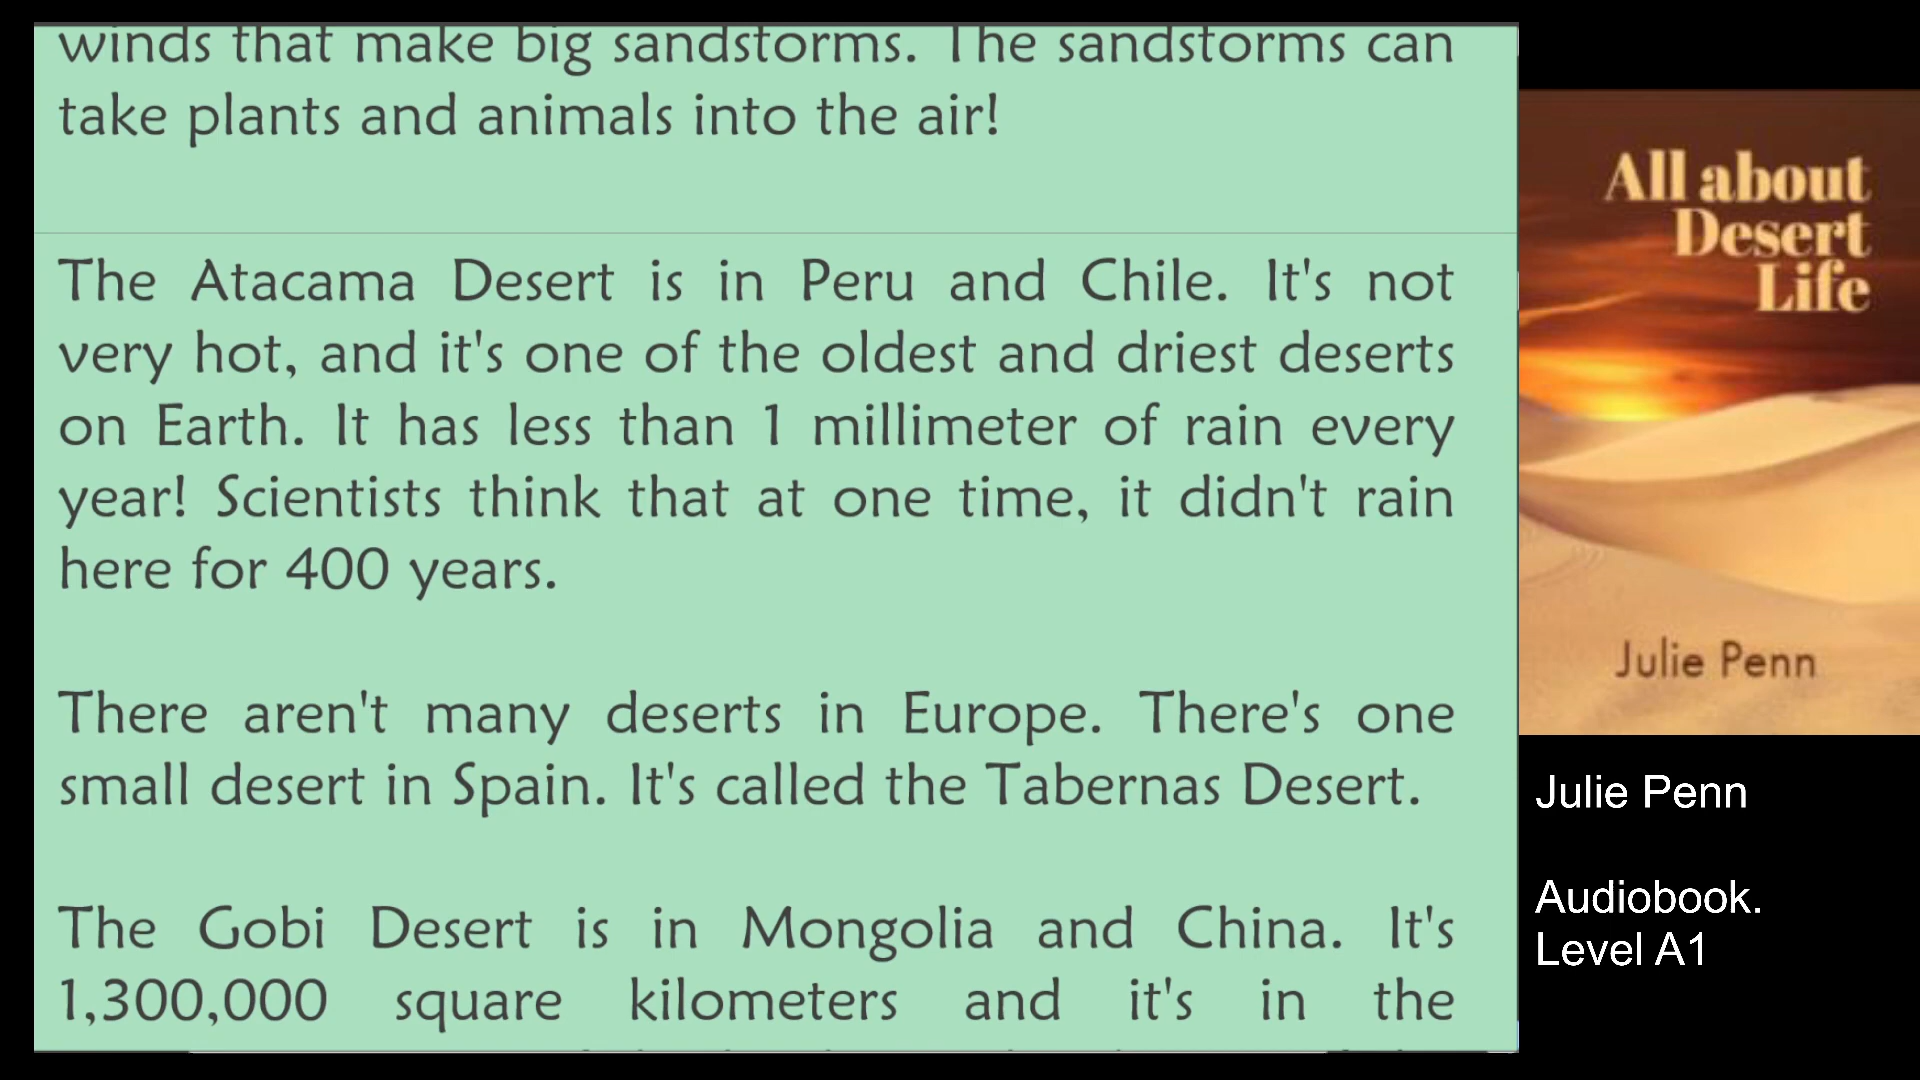 winds that make big sandstorms. The sandstorms can
take plants and animals into the air!
The Atacama Desert is in Peru and Chile. It's not
very hot, and it's one of the oldest and driest deserts
on Earth. It has less than 1 millimeter of rain every
year! Scientists think that at one time, it didn't rain
here for 400 years.
There aren't many deserts in Europe. There's one
small desert in Spain. It's called the Tabernas Desert.
The Gobi Desert is in Mongolia and China. It's
1,300,000 square kilometers and it's in the
All about
Desert
Life
Julie Penn
Julie Penn
Audiobook.
Level A1